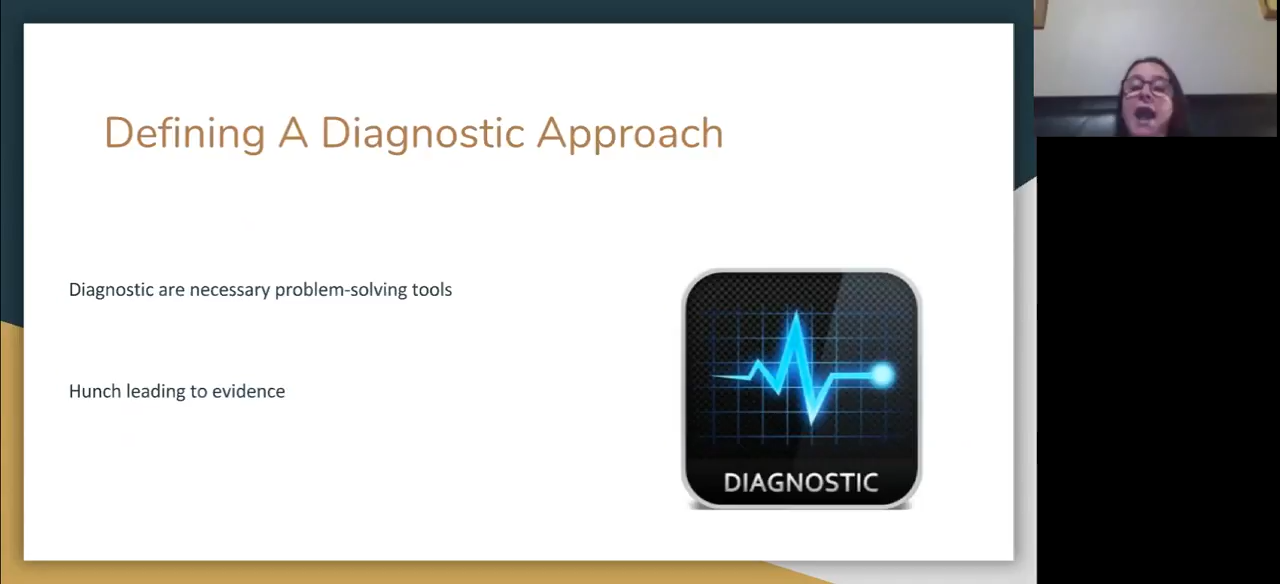 Defining A Diagnostic Approach
Diagnostic are necessary problem-solving tools
Hunch leading to evidence
DIAGNOSTIC